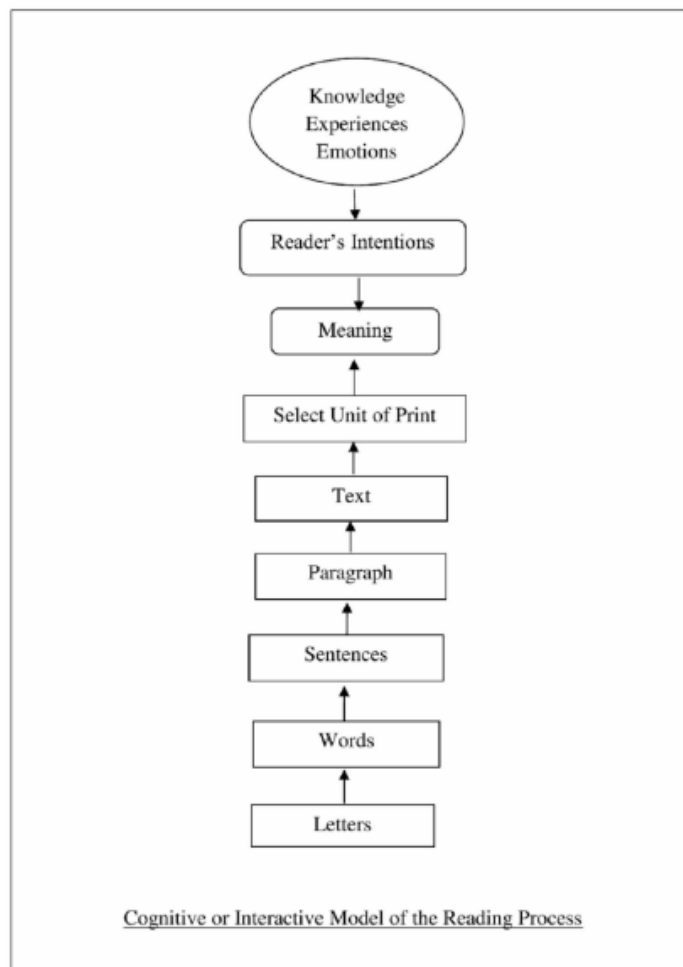 Knowledge
Experiences
Emotions
Reader's Intentions
Meaning
Select Unit of Print
Text
Paragraph
Sentences
Words
Letters
Cognitive or Interactive Model of the Reading Process